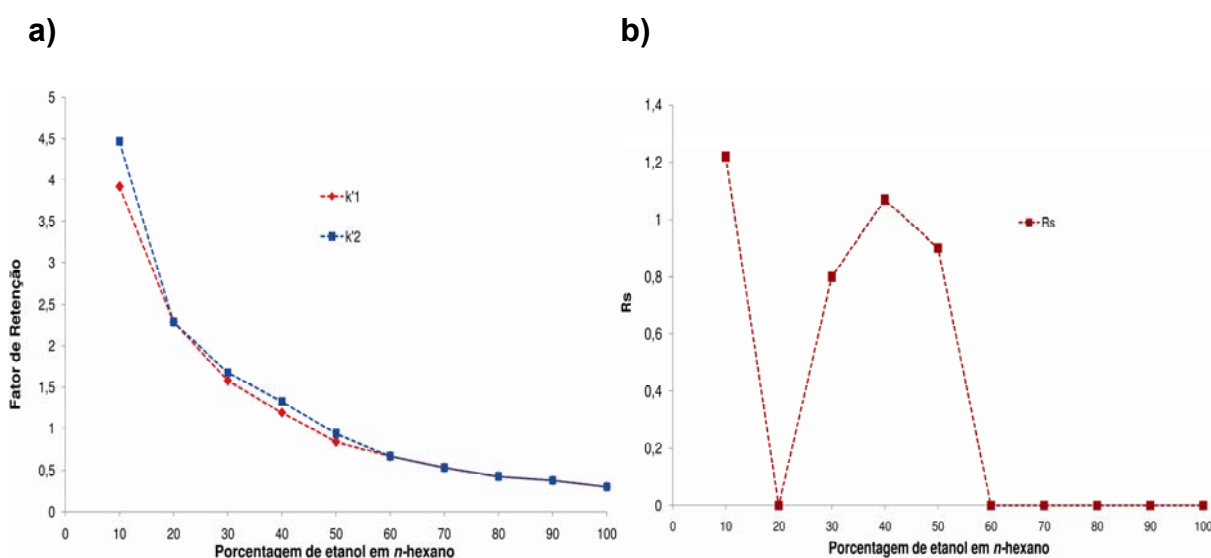 a)
Fator de Retenção
5
4,5
4
3,5
3
2,5
2
1,5
1
0,5
0
k'1
k'2
0 10 20 30 40 50 60 70 80 90 100
Porcentagem de etanol em n-hexano
b)
Rs
1,4
1,2
1
0,8
0,6
0,4
0,2
0
Rs
0 10 20 30 40 50 60 70 80 90 100
Porcentagem de etanol em n-hexano